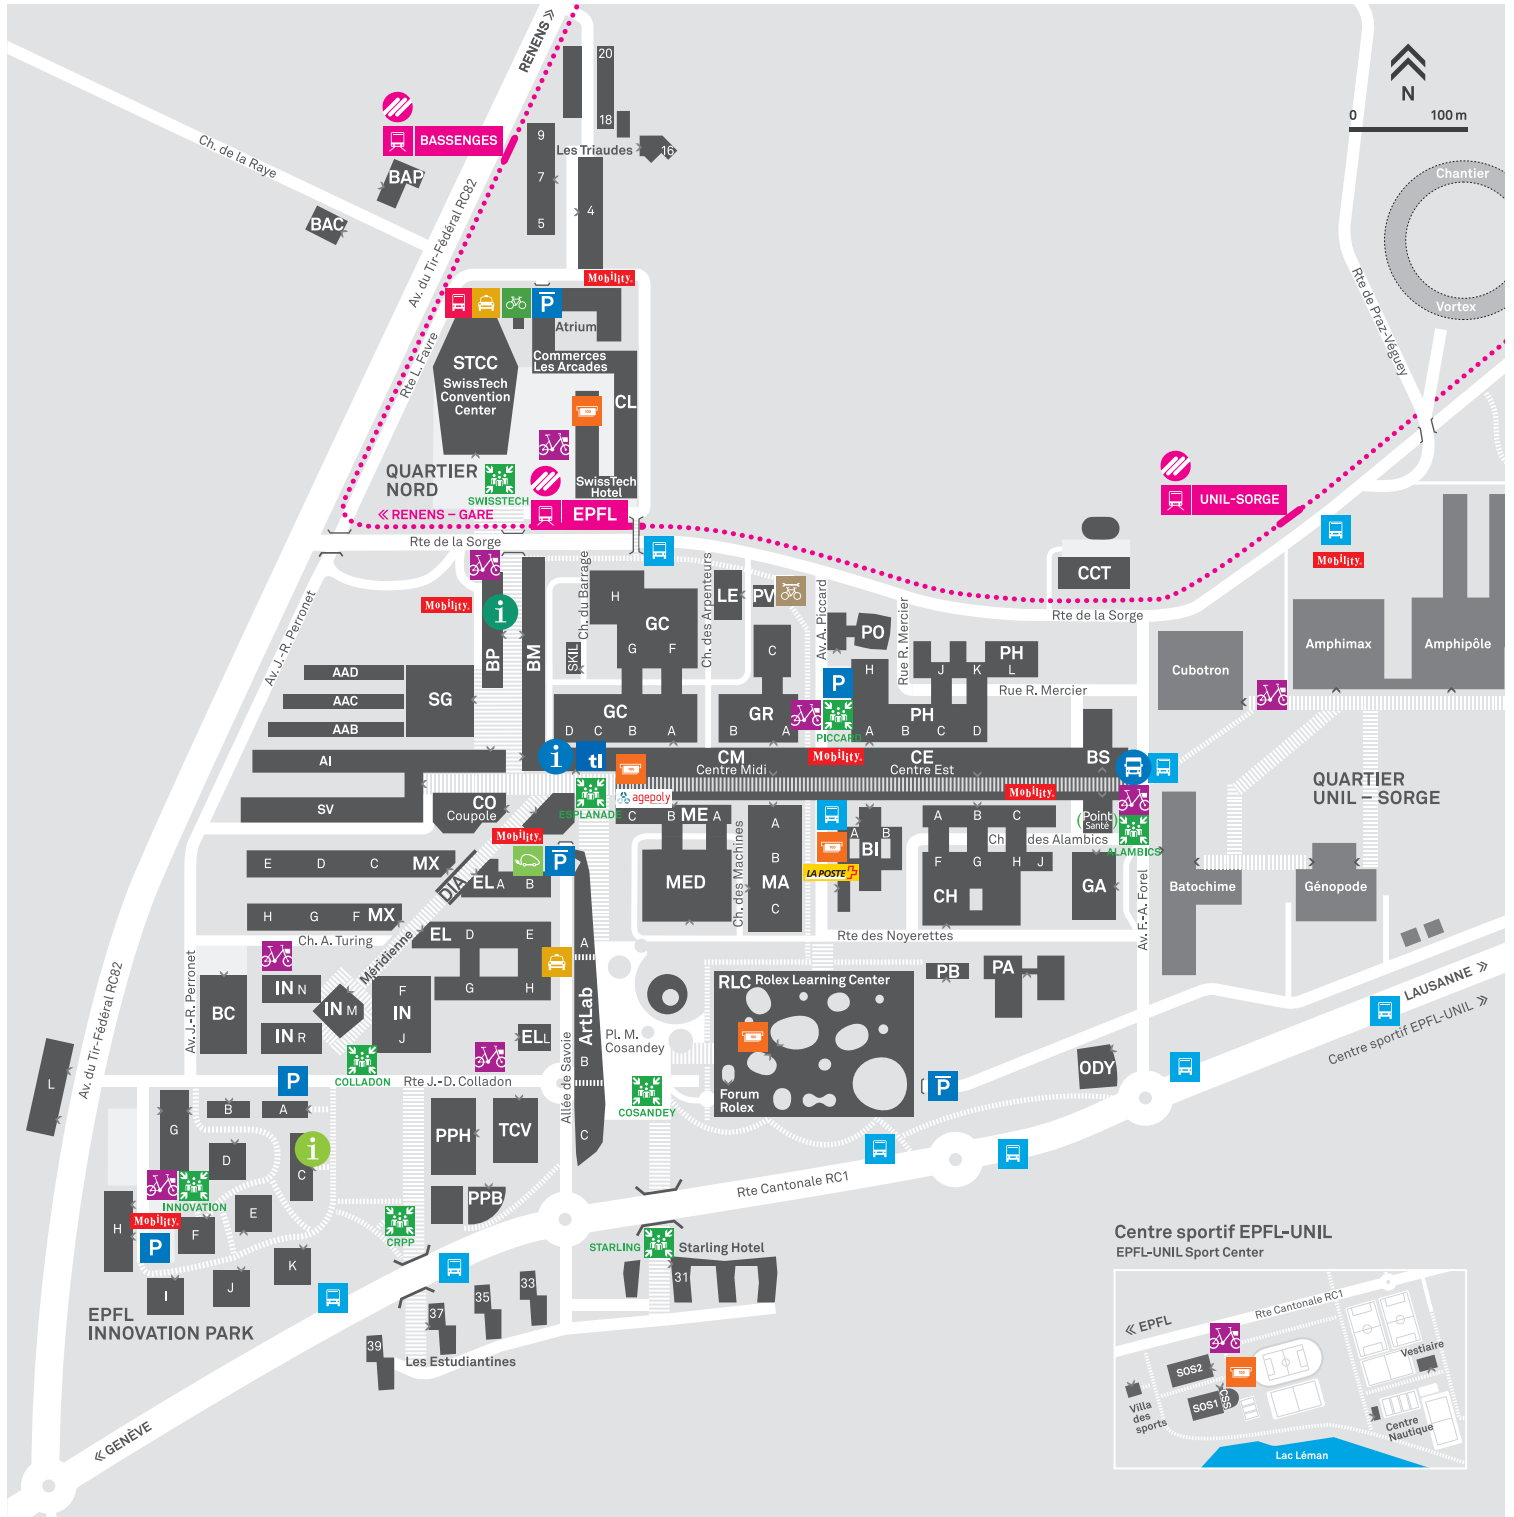 RENENS
20
18
Les Triaudes
16
9
7
5
4
BASSENGES
BAP
BAC
Ch. de la Raye
Av. du Tir-Fédéral RC82
N
0 100 m
Chantier
Vortex
Rte de Praz-Véguey
Mobility
P
Atrium
Commerces
Les Arcades
STCC
SwissTech
Convention
Center
Rte L. Favre
CL
100
QUARTIER
NORD
SWISSTECH
SwissTech
Hotel
RENENS – GARE
EPFL
UNIL-SORGE
Rte de la Sorge
Mobility
CCT
Rte de la Sorge
Av. J.-R. Perronet
Mobility
i
BP
BM
SKIL
Ch. du Barrage
H
GC
G F
Ch. des Arpenteurs
LE
PV
C
Av. A. Piccard
PO
Rue R. Mercier
PH
H J K L
Rue R. Mercier
Cubotron
Amphimax
Amphipôle
AAD
AAC
AAB
SG
GC
D C B A
GR
B A
P
PICCARD
PH
A B C D
AI
i
tl
100
CM
Centre Midi
Mobility
CE
Centre Est
BS
QUARTIER
UNIL – SORGE
SV
CO
Coupole
ESPLANADE
agepoly
Mobility
C B A
ME
A
B
MA
C
MED
Ch. des Machines
100
LA POSTE
A B
BI
A B C
Ch. des Alambics
F G H J
CH
Point
Santé
ALAMBICS
GA
Av. F.-A. Forel
Batochime
Génopode
Mobility
P
E D C MX
DIA
EL
A B
H G F MX
Ch. A. Turing
Méridienne
EL
D E
G H
Rte des Noyerettes
Av. J.-R. Perronet
BC
IN N
IN M
IN R
F
IN
J
ELL
A
ArtLab
B
C
Allée de Savoie
Pl. M.
Cosandey
RLC Rolex Learning Center
100
Forum
Rolex
PB
PA
P
ODY
LAUSANNE
Centre sportif EPFL-UNIL
L
Av. du Tir-Fédéral RC82
COLLADON
P
Rte J.-D. Colladon
COSANDEY
G
B
A
D
i
C
INNOVATION
Mobility
P
H
F
E
K
J
I
EPFL
INNOVATION PARK
PPH
TCV
PPB
CRPP
Rte Cantonale RC1
STARLING
Starling Hotel
31
33
35
37
39
Les Estudiantines
GENÈVE
Centre sportif EPFL-UNIL
EPFL-UNIL Sport Center
EPFL
Rte Cantonale RC1
SOS2
SOS1
CSS
100
Villa
des
sports
Vestiaire
Centre
Nautique
Lac Léman